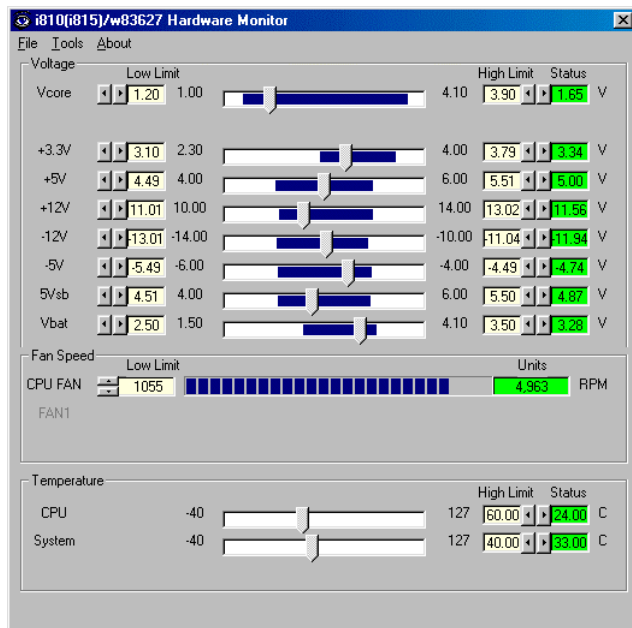 i810(i815)/w83627 Hardware Monitor
File Tools About
Voltage
Low Limit High Limit Status
Vcore 1.20 1.00 4.10 3.90 1.65 V
+3.3V 3.10 2.30 4.00 3.79 3.34 V
+5V 4.49 4.00 6.00 5.51 5.00 V
+12V 11.01 10.00 14.00 13.02 11.56 V
-12V -13.01 -14.00 -10.00 -11.04 -11.94 V
-5V -5.49 -6.00 -4.00 -4.49 -4.74 V
5Vsb 4.51 4.00 6.00 5.50 4.87 V
Vbat 2.50 1.50 4.10 3.50 3.28 V
Fan Speed
Low Limit Units
CPU FAN 1055 4,963 RPM
FAN1
Temperature
High Limit Status
CPU -40 127 60.00 24.00 C
System -40 127 40.00 33.00 C